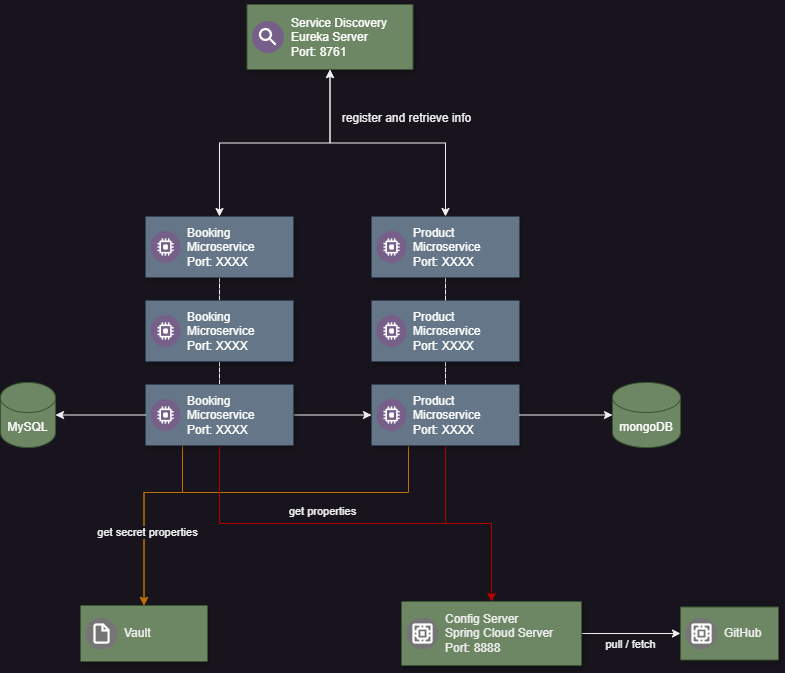 Service Discovery
Eureka Server
Port: 8761
register and retrieve info
Booking
Microservice
Port: XXXX
Product
Microservice
Port: XXXX
Booking
Microservice
Port: XXXX
Product
Microservice
Port: XXXX
MySQL
Booking
Microservice
Port: XXXX
Product
Microservice
Port: XXXX
mongoDB
get properties
get secret properties
Vault
Config Server
Spring Cloud Server
Port: 8888
pull / fetch
GitHub